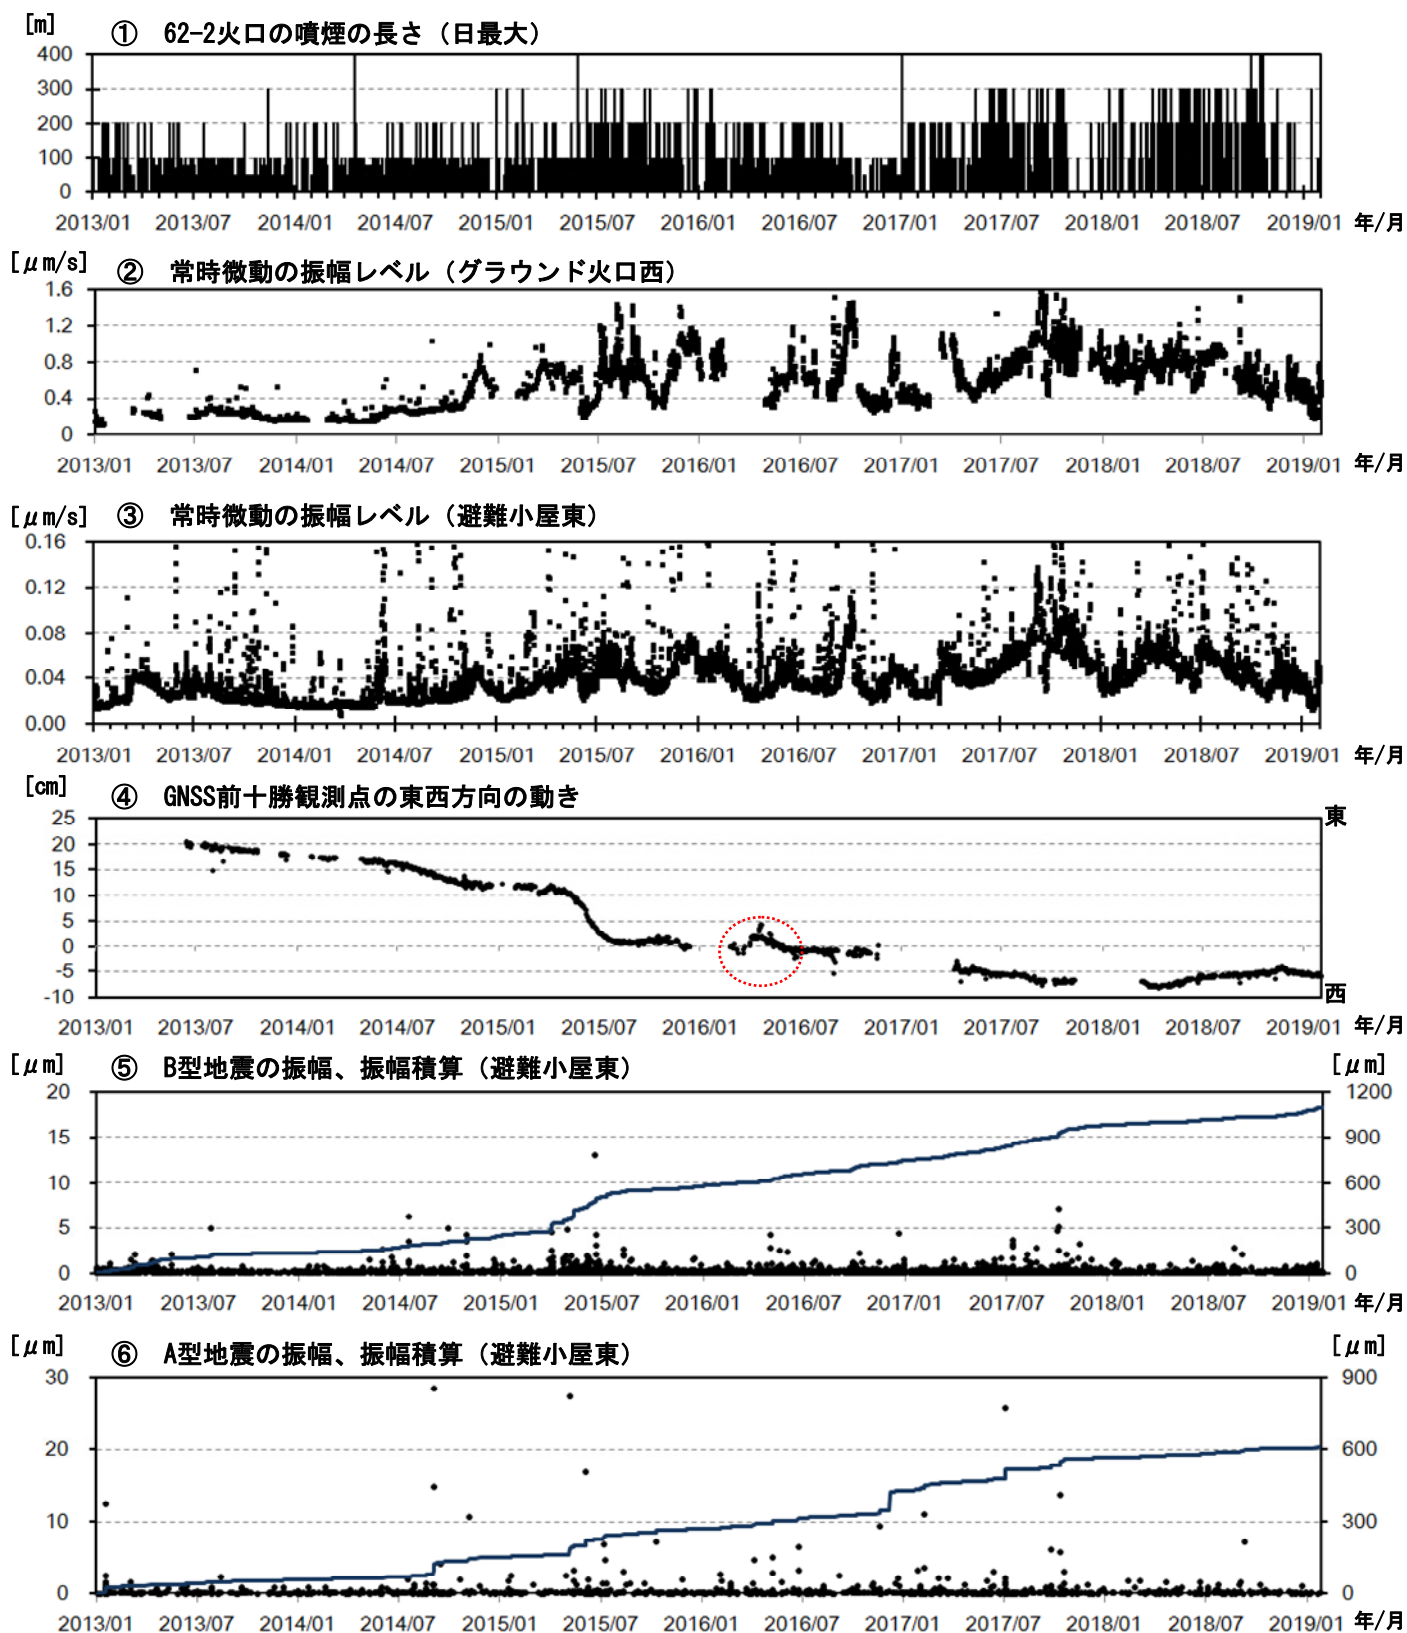 [m] ① 62-2火口の噴煙の長さ（日最大）
400
300
200
100
0
2013/01 2013/07 2014/01 2014/07 2015/01 2015/07 2016/01 2016/07 2017/01 2017/07 2018/01 2018/07 2019/01 年/月
[μm/s] ② 常時微動の振幅レベル（グラウンド火口西）
1.6
1.2
0.8
0.4
0
2013/01 2013/07 2014/01 2014/07 2015/01 2015/07 2016/01 2016/07 2017/01 2017/07 2018/01 2018/07 2019/01 年/月
[μm/s] ③ 常時微動の振幅レベル（避難小屋東）
0.16
0.12
0.08
0.04
0.00
2013/01 2013/07 2014/01 2014/07 2015/01 2015/07 2016/01 2016/07 2017/01 2017/07 2018/01 2018/07 2019/01 年/月
[cm] ④ GNSS前十勝観測点の東西方向の動き
25 東
20
15
10
5
0
-5
-10 西
2013/01 2013/07 2014/01 2014/07 2015/01 2015/07 2016/01 2016/07 2017/01 2017/07 2018/01 2018/07 2019/01 年/月
[μm] ⑤ B型地震の振幅、振幅積算（避難小屋東） [μm]
20 1200
15 900
10 600
5 300
0 0
2013/01 2013/07 2014/01 2014/07 2015/01 2015/07 2016/01 2016/07 2017/01 2017/07 2018/01 2018/07 2019/01 年/月
[μm] ⑥ A型地震の振幅、振幅積算（避難小屋東） [μm]
30 900
20 600
10 300
0 0
2013/01 2013/07 2014/01 2014/07 2015/01 2015/07 2016/01 2016/07 2017/01 2017/07 2018/01 2018/07 2019/01 年/月